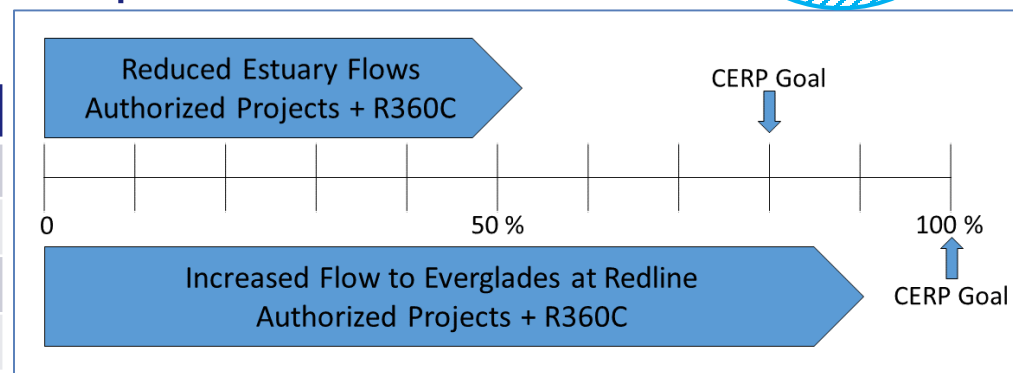 Reduced Estuary Flows
Authorized Projects + R360C
CERP Goal
0
50 %
100 %
Increased Flow to Everglades at Redline
Authorized Projects + R360C
CERP Goal